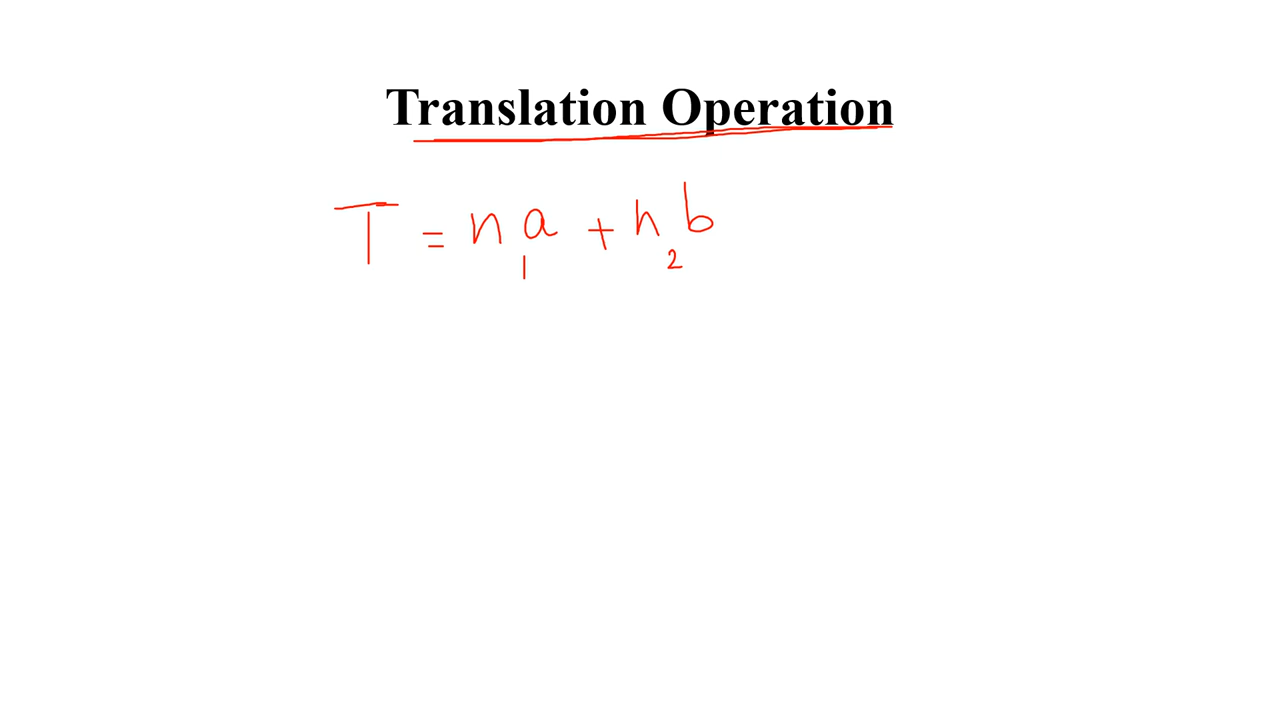 Translation Operation
T = n₁a + n₂b